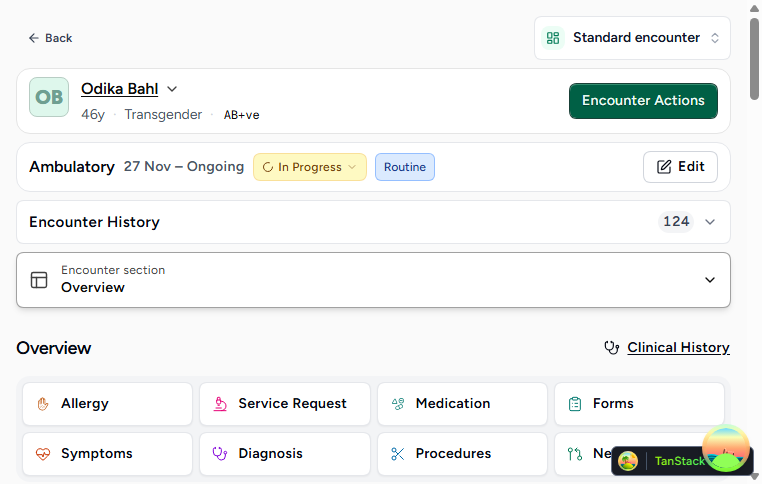 Back
Standard encounter
OB
Odika Bahl
46y · Transgender · AB+ve
Encounter Actions
Ambulatory 27 Nov – Ongoing In Progress Routine Edit
Encounter History 124
Encounter section
Overview
Overview
Clinical History
Allergy Service Request Medication Forms
Symptoms Diagnosis Procedures
TanStack